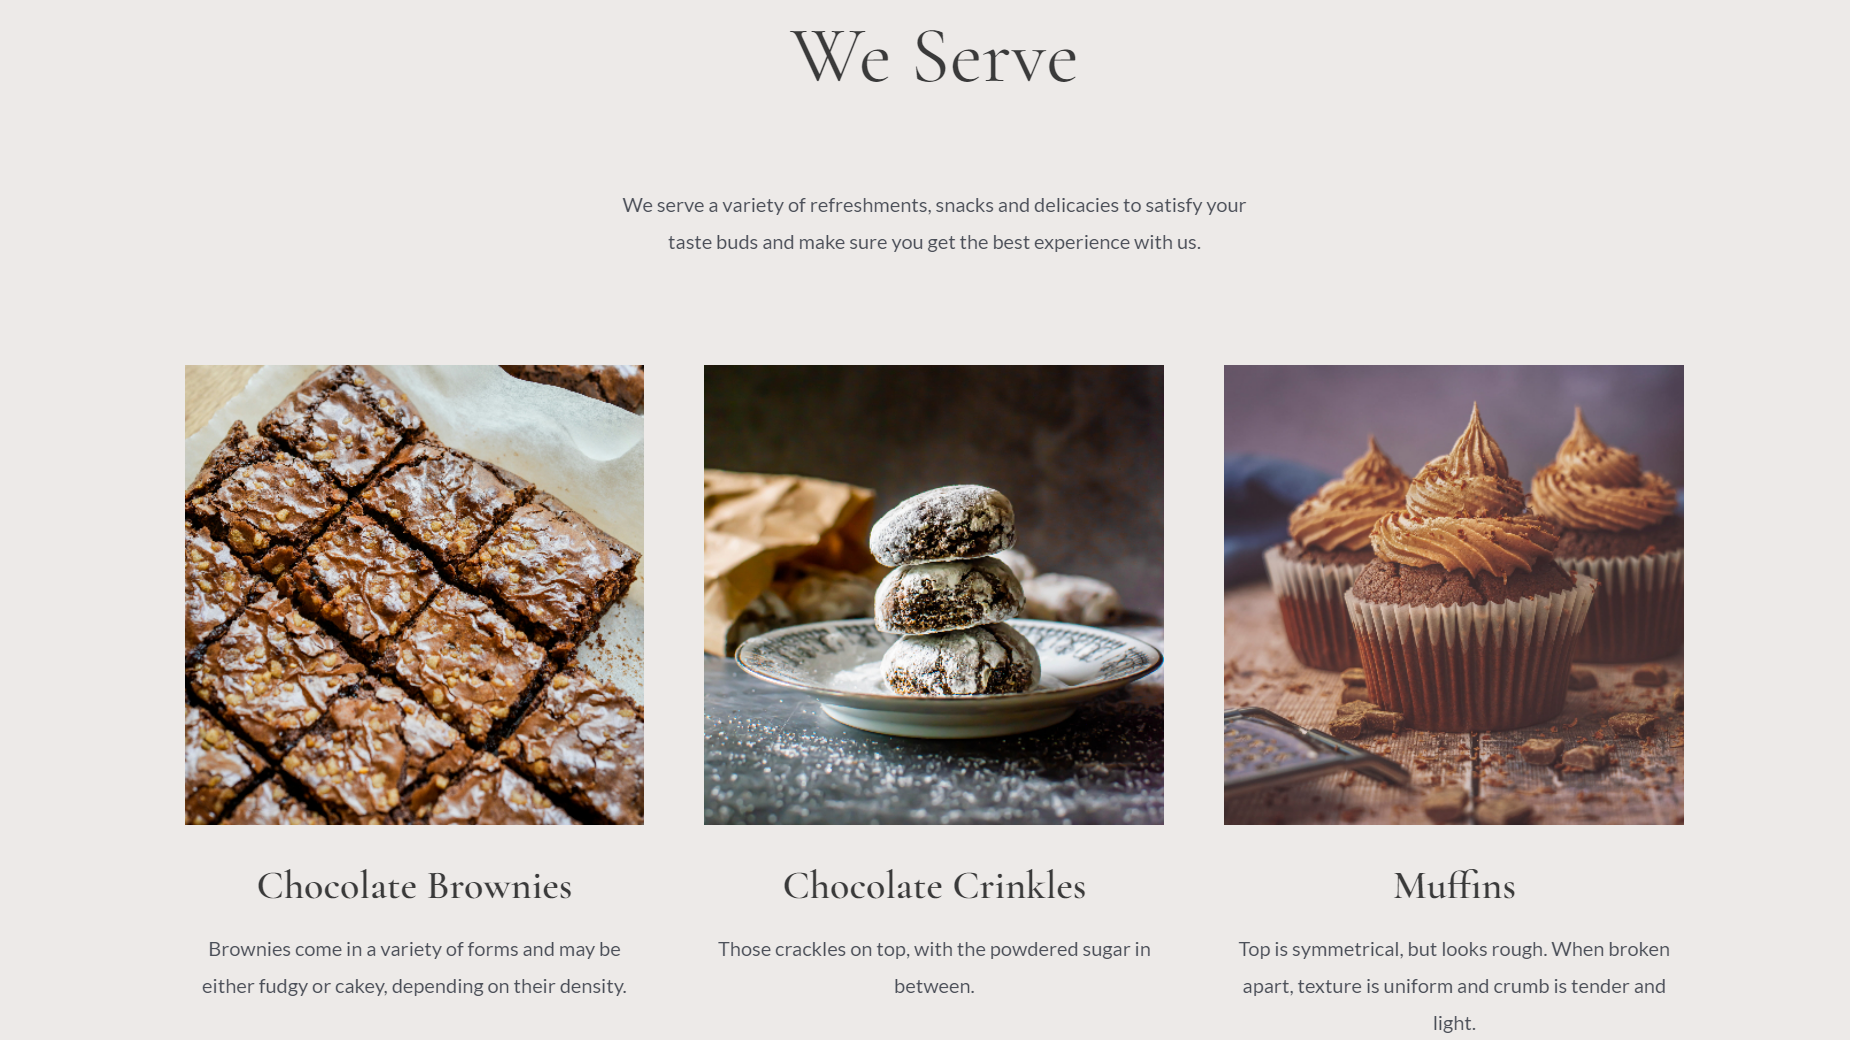 We Serve
We serve a variety of refreshments, snacks and delicacies to satisfy your
taste buds and make sure you get the best experience with us.
Chocolate Brownies
Chocolate Crinkles
Muffins
Brownies come in a variety of forms and may be
either fudgy or cakey, depending on their density.
Those crackles on top, with the powdered sugar in
between.
Top is symmetrical, but looks rough. When broken
apart, texture is uniform and crumb is tender and
light.